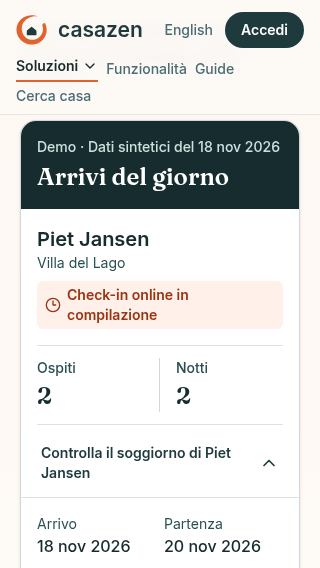 casazen
English
Accedi
Soluzioni
Funzionalità
Guide
Cerca casa
Demo · Dati sintetici del 18 nov 2026
Arrivi del giorno
Piet Jansen
Villa del Lago
Check-in online in
compilazione
Ospiti
2
Notti
2
Controlla il soggiorno di Piet
Jansen
Arrivo
18 nov 2026
Partenza
20 nov 2026